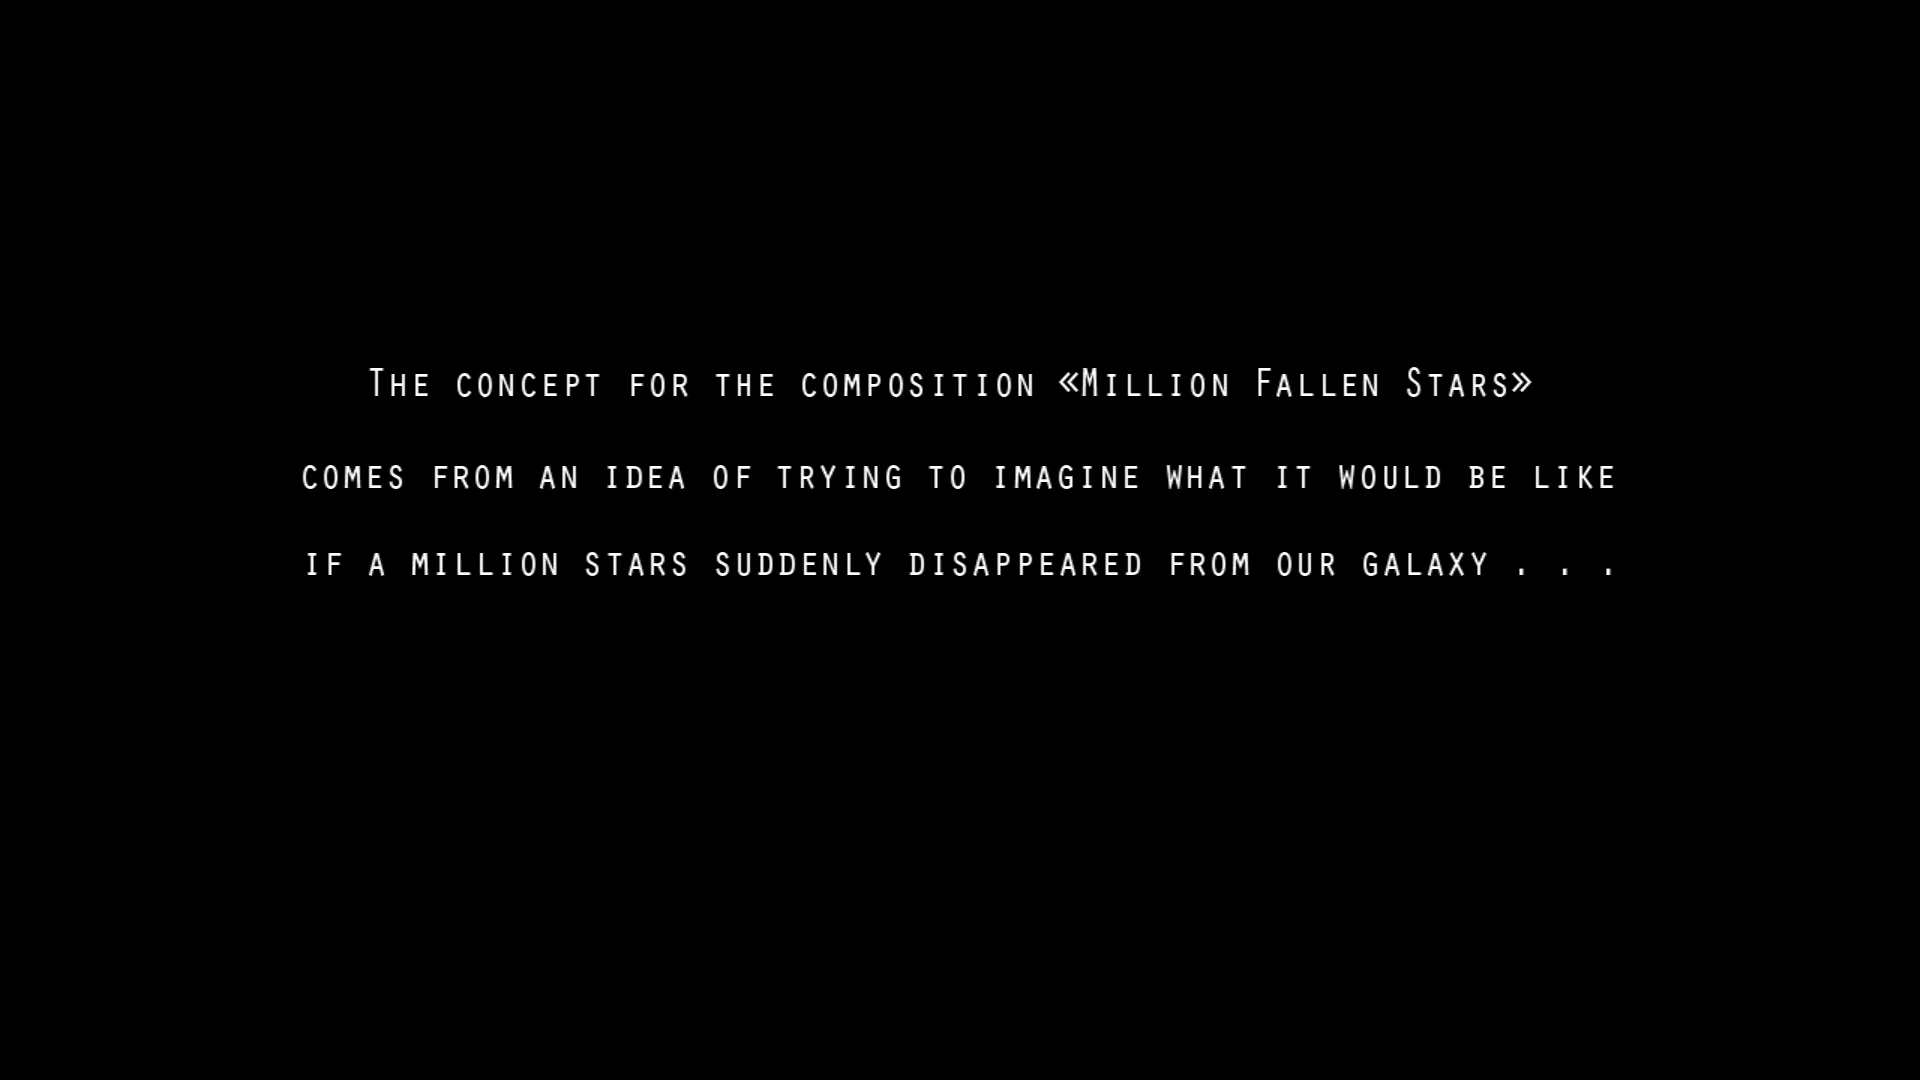 The concept for the composition «Million Fallen Stars»
comes from an idea of trying to imagine what it would be like
if a million stars suddenly disappeared from our galaxy . . .